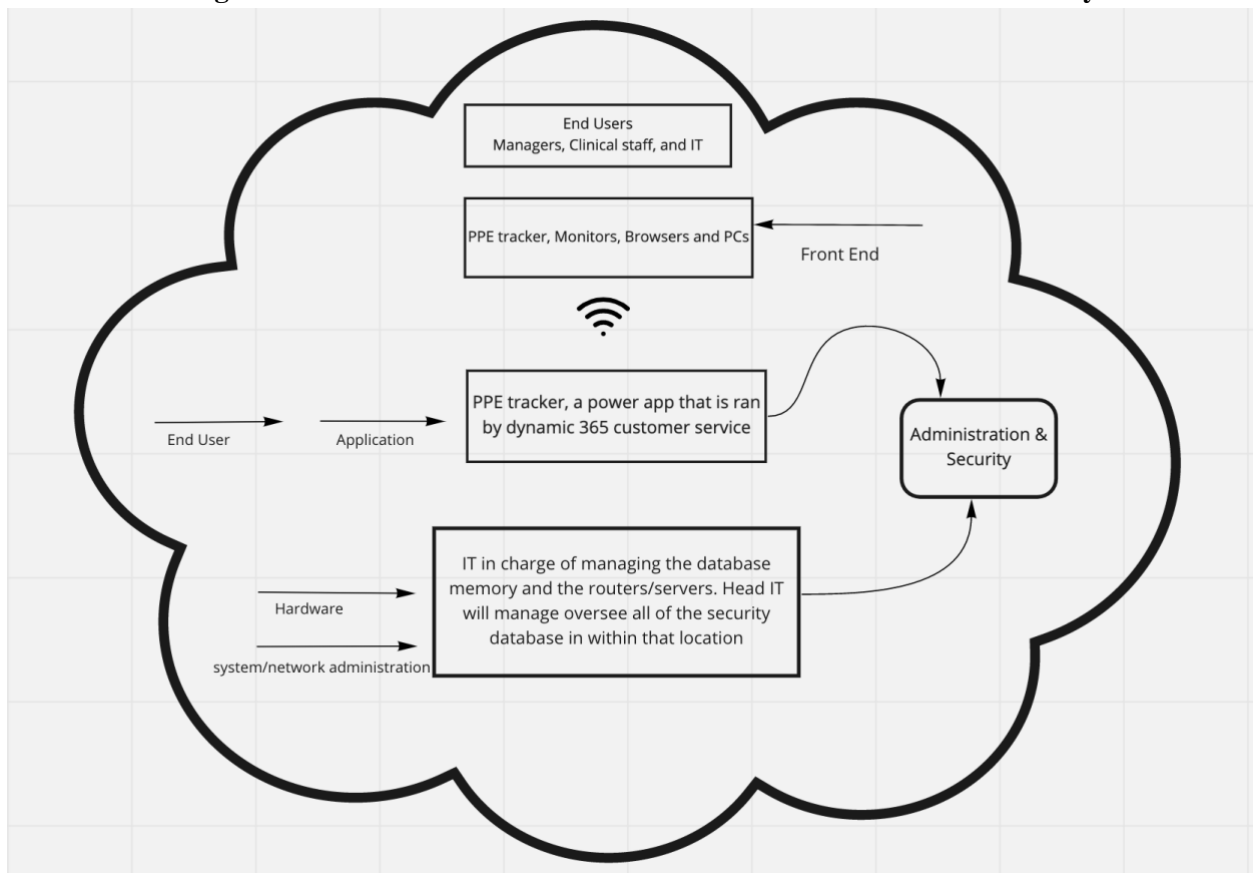 End Users
Managers, Clinical staff, and IT
PPE tracker, Monitors, Browsers and PCs
Front End
PPE tracker, a power app that is ran
by dynamic 365 customer service
End User
Application
Administration &
Security
IT in charge of managing the database
memory and the routers/servers. Head IT
will manage oversee all of the security
database in within that location
Hardware
system/network administration